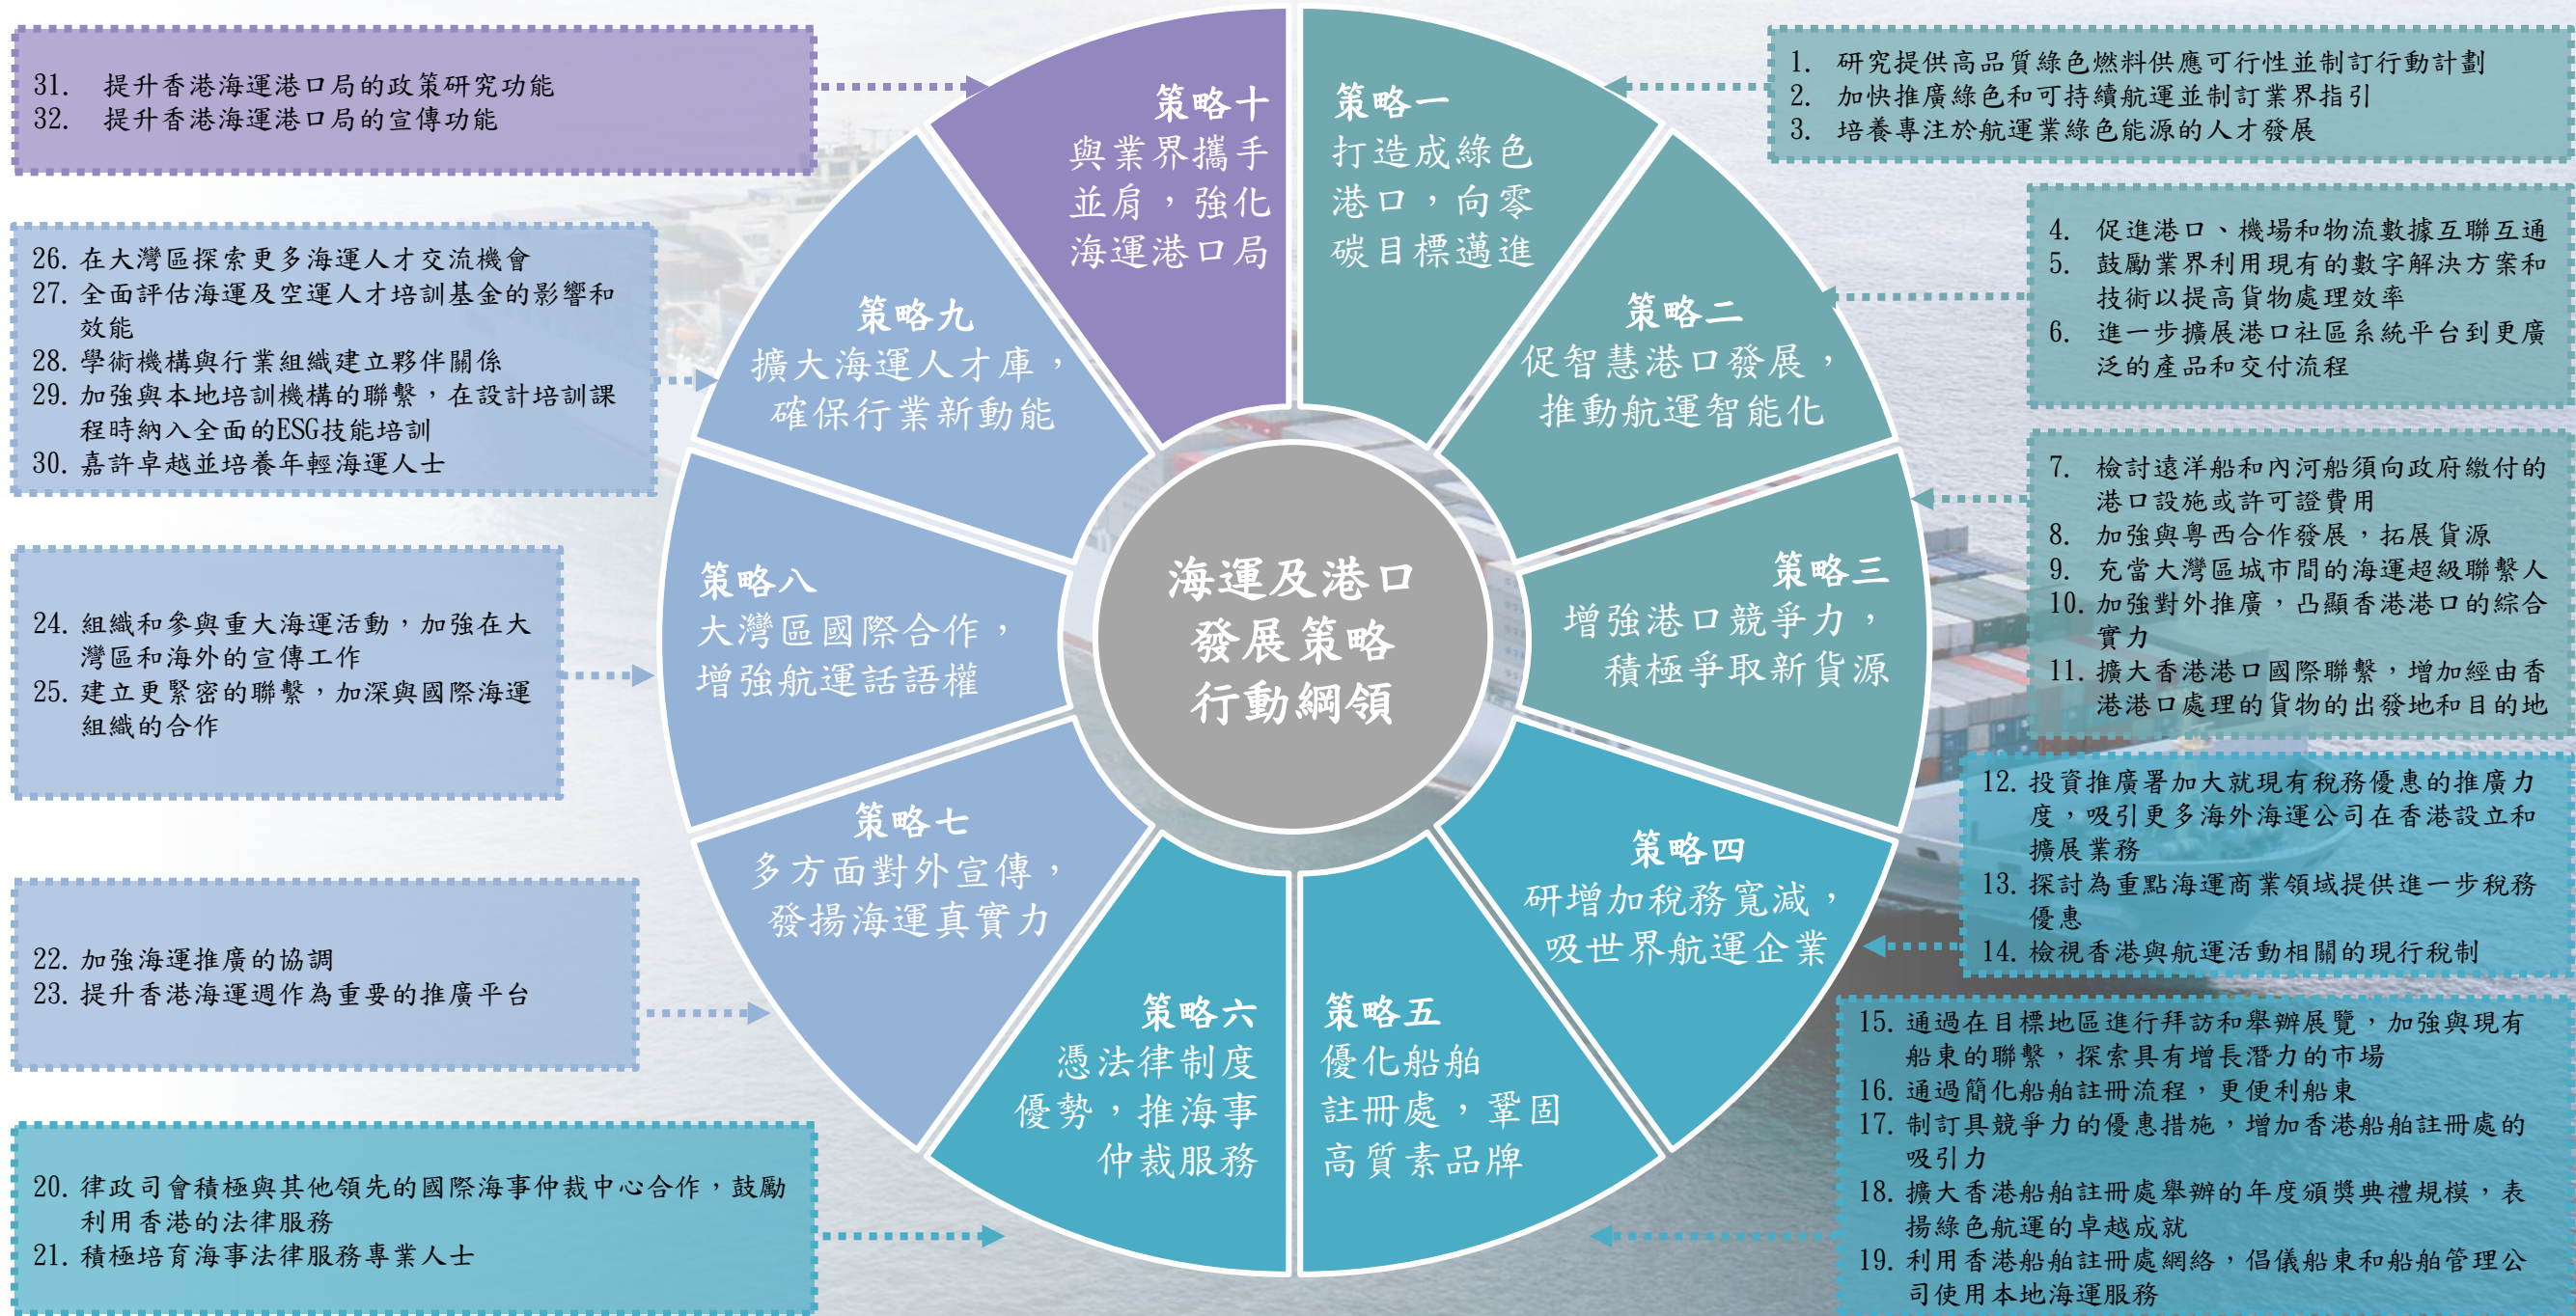 海運及港口
發展策略
行動綱領
策略一
打造成綠色
港口，向零
碳目標邁進
1. 研究提供高品質綠色燃料供應可行性並制訂行動計劃
2. 加快推廣綠色和可持續航運並制訂業界指引
3. 培養專注於航運業綠色能源的人才發展
策略二
促智慧港口發展，
推動航運智能化
4. 促進港口、機場和物流數據互聯互通
5. 鼓勵業界利用現有的數字解決方案和
技術以提高貨物處理效率
6. 進一步擴展港口社區系統平台到更廣
泛的產品和交付流程
策略三
增強港口競爭力，
積極爭取新貨源
7. 檢討遠洋船和內河船須向政府繳付的
港口設施或許可證費用
8. 加強與粵西合作發展，拓展貨源
9. 充當大灣區城市間的海運超級聯繫人
10. 加強對外推廣，凸顯香港港口的綜合
實力
11. 擴大香港港口國際聯繫，增加經由香
港港口處理的貨物的出發地和目的地
策略四
研增加稅務寬減，
吸世界航運企業
12. 投資推廣署加大就現有稅務優惠的推廣力
度，吸引更多海外海運公司在香港設立和
擴展業務
13. 探討為重點海運商業領域提供進一步稅務
優惠
14. 檢視香港與航運活動相關的現行稅制
策略五
優化船舶
註冊處，鞏固
高質素品牌
15. 通過在目標地區進行拜訪和舉辦展覽，加強與現有
船東的聯繫，探索具有增長潛力的市場
16. 通過簡化船舶註冊流程，更便利船東
17. 制訂具競爭力的優惠措施，增加香港船舶註冊處的
吸引力
18. 擴大香港船舶註冊處舉辦的年度頒獎典禮規模，表
揚綠色航運的卓越成就
19. 利用香港船舶註冊處網絡，倡儀船東和船舶管理公
司使用本地海運服務
策略六
憑法律制度
優勢，推海事
仲裁服務
20. 律政司會積極與其他領先的國際海事仲裁中心合作，鼓勵
利用香港的法律服務
21. 積極培育海事法律服務專業人士
策略七
多方面對外宣傳，
發揚海運真實力
22. 加強海運推廣的協調
23. 提升香港海運週作為重要的推廣平台
策略八
大灣區國際合作，
增強航運話語權
24. 組織和參與重大海運活動，加強在大
灣區和海外的宣傳工作
25. 建立更緊密的聯繫，加深與國際海運
組織的合作
策略九
擴大海運人才庫，
確保行業新動能
26. 在大灣區探索更多海運人才交流機會
27. 全面評估海運及空運人才培訓基金的影響和
效能
28. 學術機構與行業組織建立夥伴關係
29. 加強與本地培訓機構的聯繫，在設計培訓課
程時納入全面的ESG技能培訓
30. 嘉許卓越並培養年輕海運人士
策略十
與業界攜手
並肩，強化
海運港口局
31. 提升香港海運港口局的政策研究功能
32. 提升香港海運港口局的宣傳功能